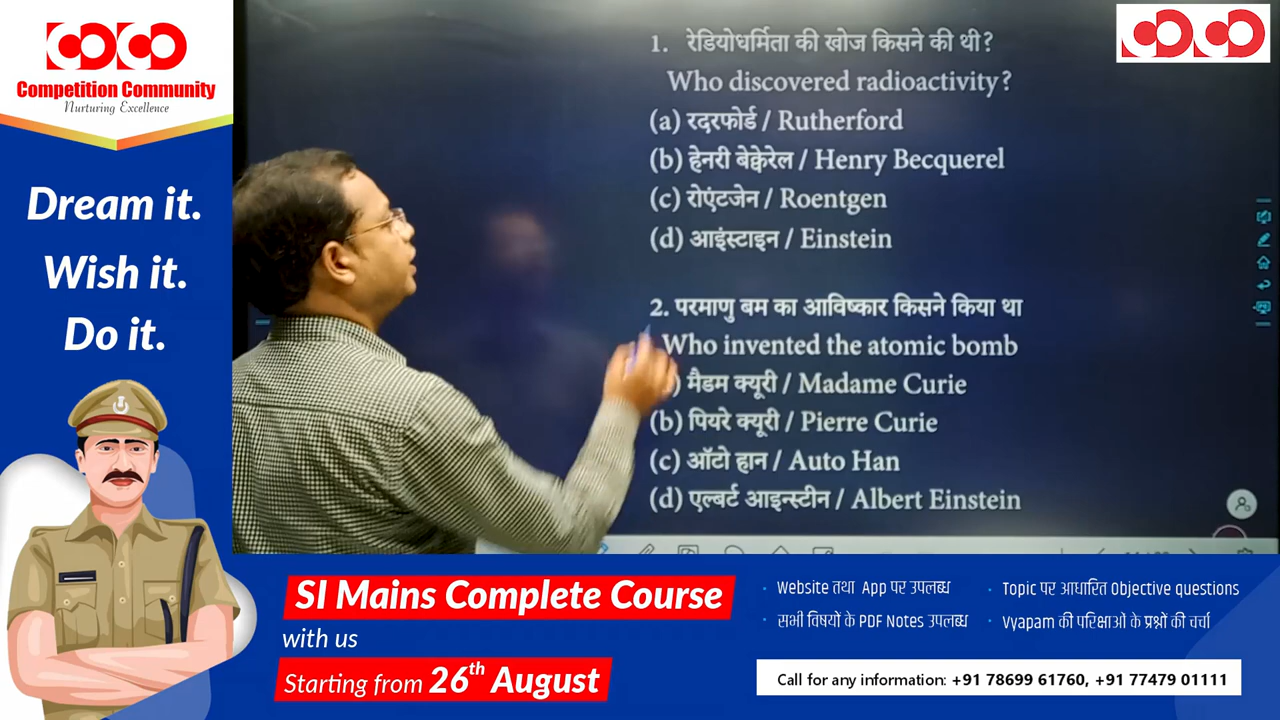 COCO
Competition Community
Nurturing Excellence
Dream it.
Wish it.
Do it.
COCO
1. रेडियोधर्मिता की खोज किसने की थी?
Who discovered radioactivity?
(a) रदरफोर्ड / Rutherford
(b) हेनरी बेक्वेरेल / Henry Becquerel
(c) रोएंटजेन / Roentgen
(d) आइंस्टाइन / Einstein
2. परमाणु बम का आविष्कार किसने किया था
Who invented the atomic bomb
) मैडम क्यूरी / Madame Curie
(b) पियरे क्यूरी / Pierre Curie
(c) ऑटो हान / Auto Han
(d) एल्बर्ट आइन्स्टीन / Albert Einstein
SI Mains Complete Course
with us
Starting from 26th August
· Website तथा App पर उपलब्ध
· सभी विषयों के PDF Notes उपलब्ध
· Topic पर आधारित Objective questions
· Vyapam की परिक्षाओं के प्रश्नों की चर्चा
Call for any information: +91 78699 61760, +91 77479 01111